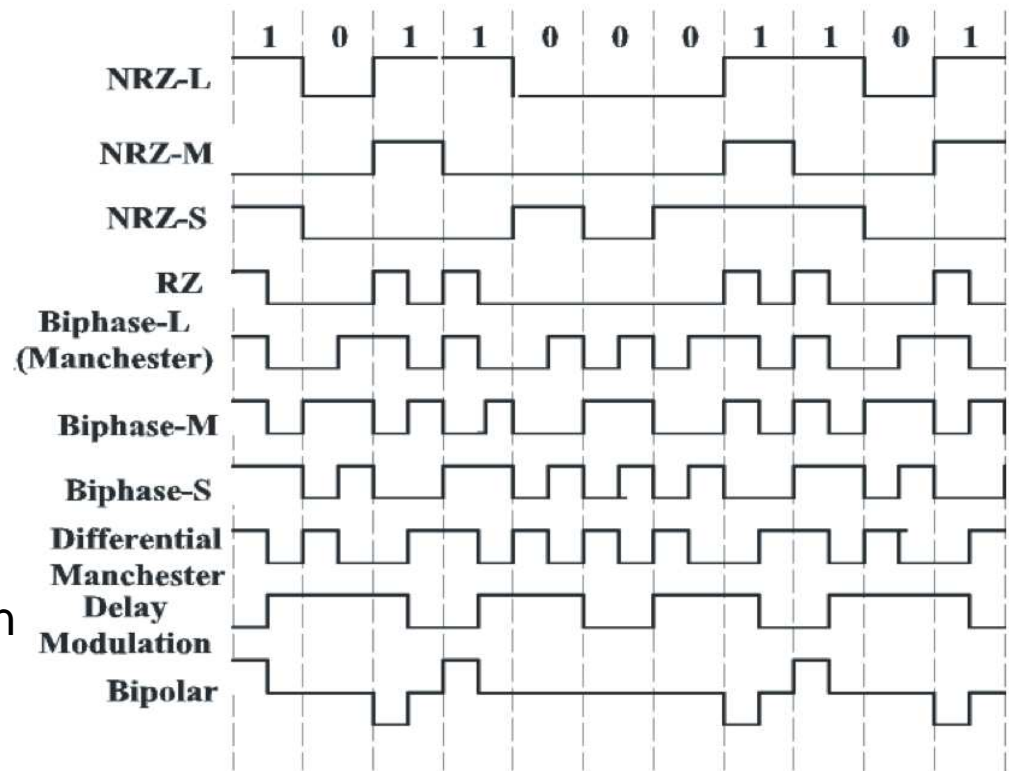 1 0 1 1 0 0 0 1 1 0 1
NRZ-L
NRZ-M
NRZ-S
RZ
Biphase-L
(Manchester)
Biphase-M
Biphase-S
Differential
Manchester
Delay
n
Modulation
Bipolar